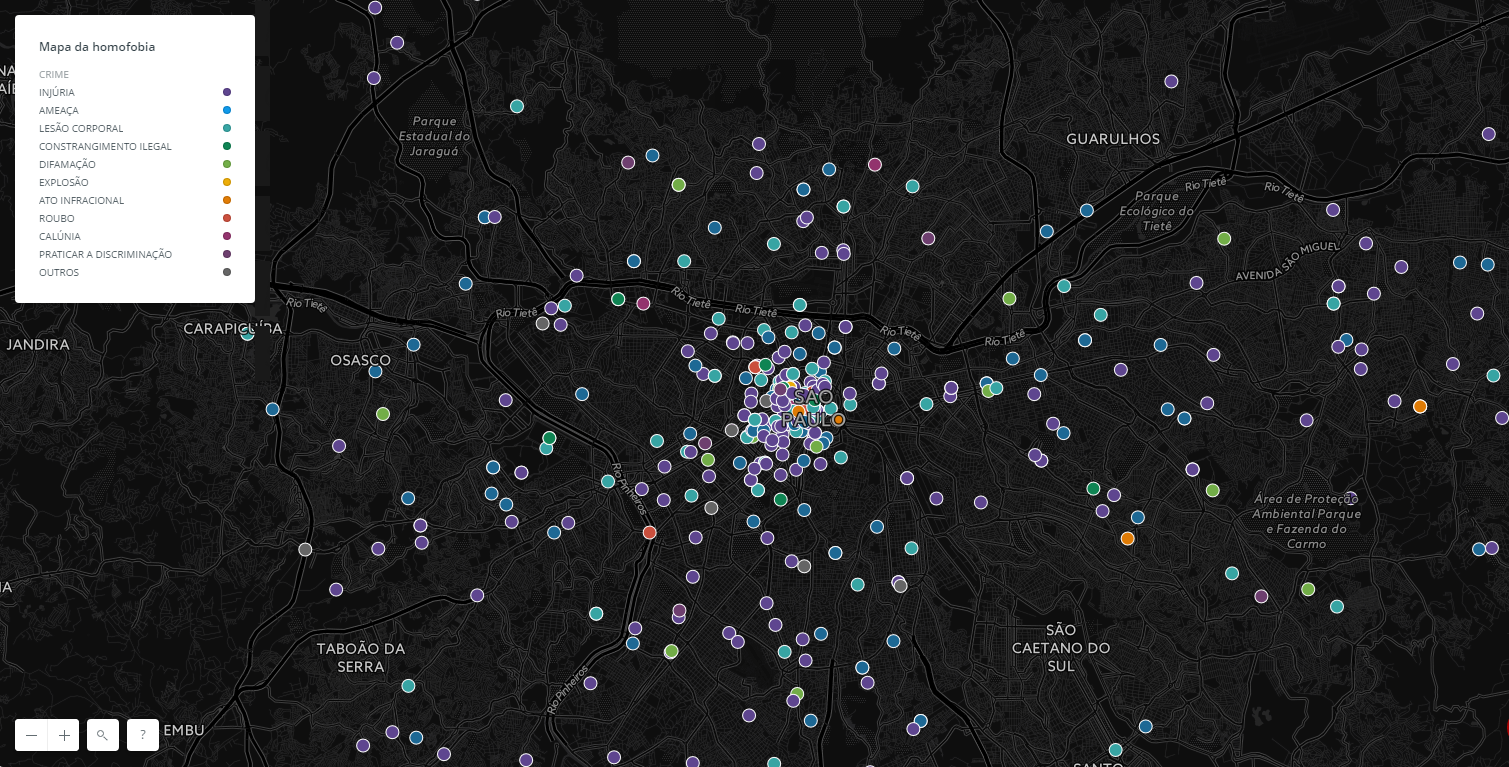 Mapa da homofobia
CRIME
INJÚRIA
AMEAÇA
LESÃO CORPORAL
CONSTRANGIMENTO ILEGAL
DIFAMAÇÃO
EXPLOSÃO
ATO INFRACIONAL
ROUBO
CALÚNIA
PRATICAR A DISCRIMINAÇÃO
OUTROS
Parque
Estadual do
Jaraguá
GUARULHOS
Rio Tietê
Rio Tietê
Parque
Ecológico do
Tietê
AVENIDA SÃO MIGUEL
Rio Tietê
Rio Tietê
Rio Tietê
Rio Tietê
Rio Tietê
Rio Tietê
CARAPICUÍBA
JANDIRA
OSASCO
SÃO
PAULO
Rio Pinheiros
Área de Proteção
Ambiental Parque
e Fazenda do
Carmo
TABOÃO DA
SERRA
SÃO
CAETANO DO
SUL
Rio Pinheiros
EMBU
?
SANTO